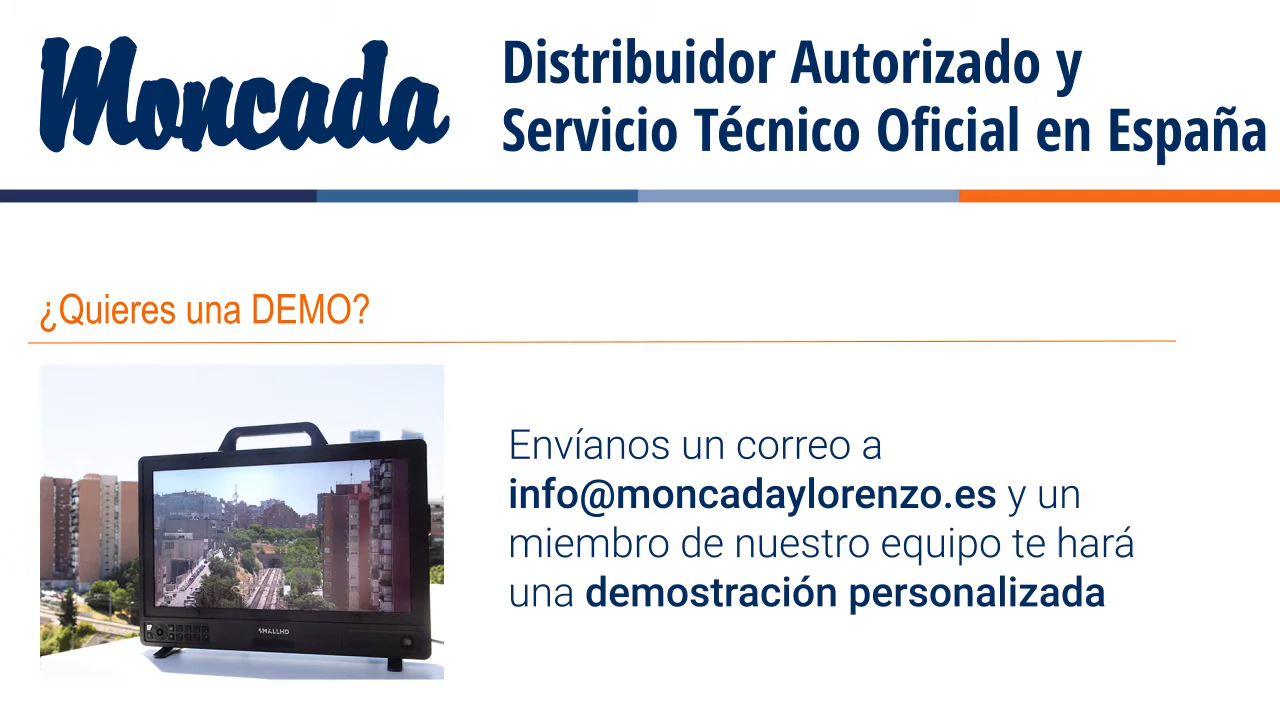 Moncada
Distribuidor Autorizado y
Servicio Técnico Oficial en España
¿Quieres una DEMO?
SMALLHD
Envíanos un correo a
info@moncadaylorenzo.es y un
miembro de nuestro equipo te hará
una demostración personalizada